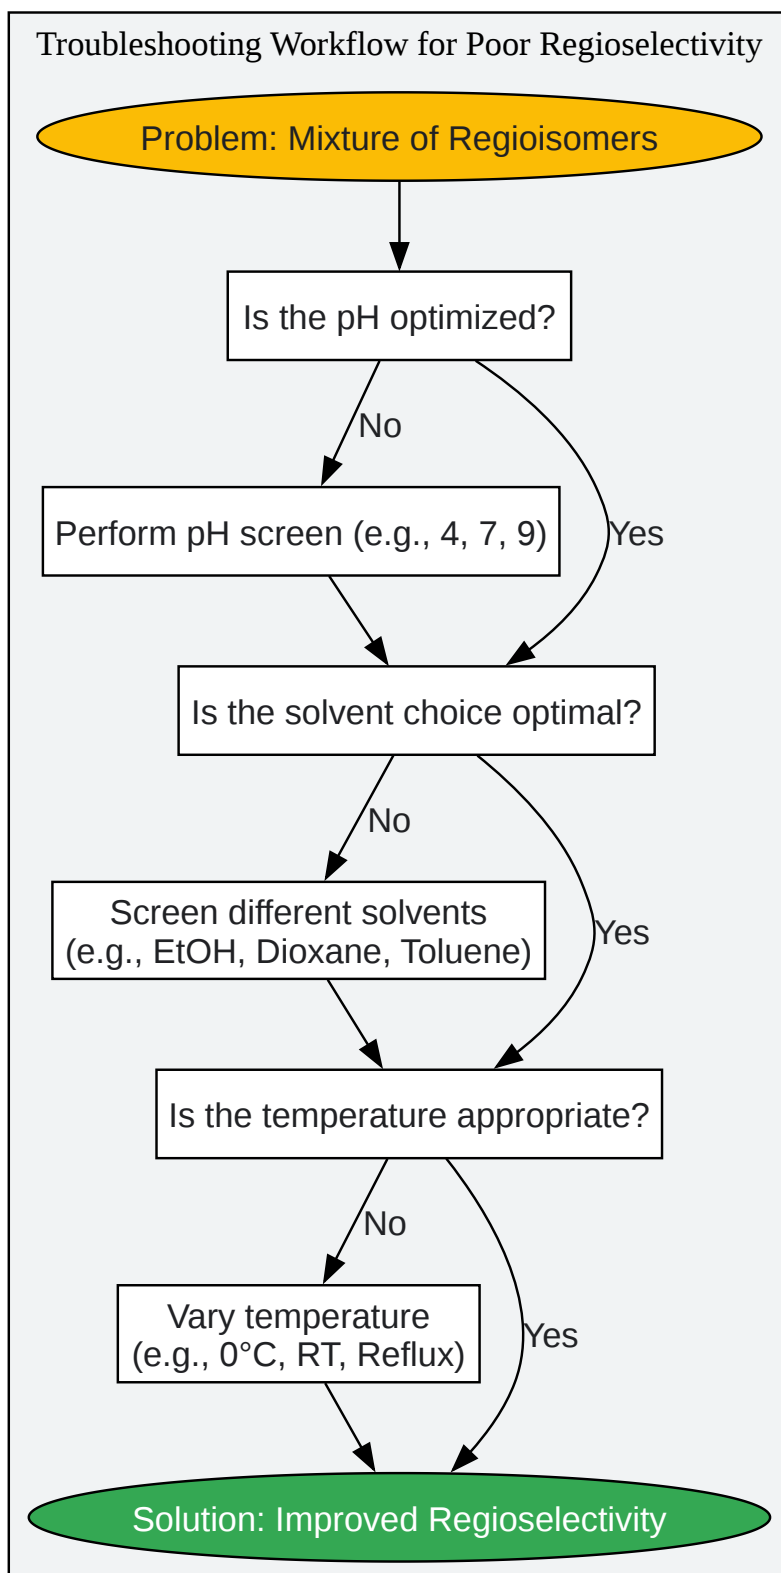 Troubleshooting Workflow for Poor Regioselectivity
Problem: Mixture of Regioisomers
Is the pH optimized?
No
Perform pH screen (e.g., 4, 7, 9)
Yes
Is the solvent choice optimal?
No
Screen different solvents
(e.g., EtOH, Dioxane, Toluene)
Yes
Is the temperature appropriate?
No
Vary temperature
(e.g., 0°C, RT, Reflux)
Yes
Solution: Improved Regioselectivity